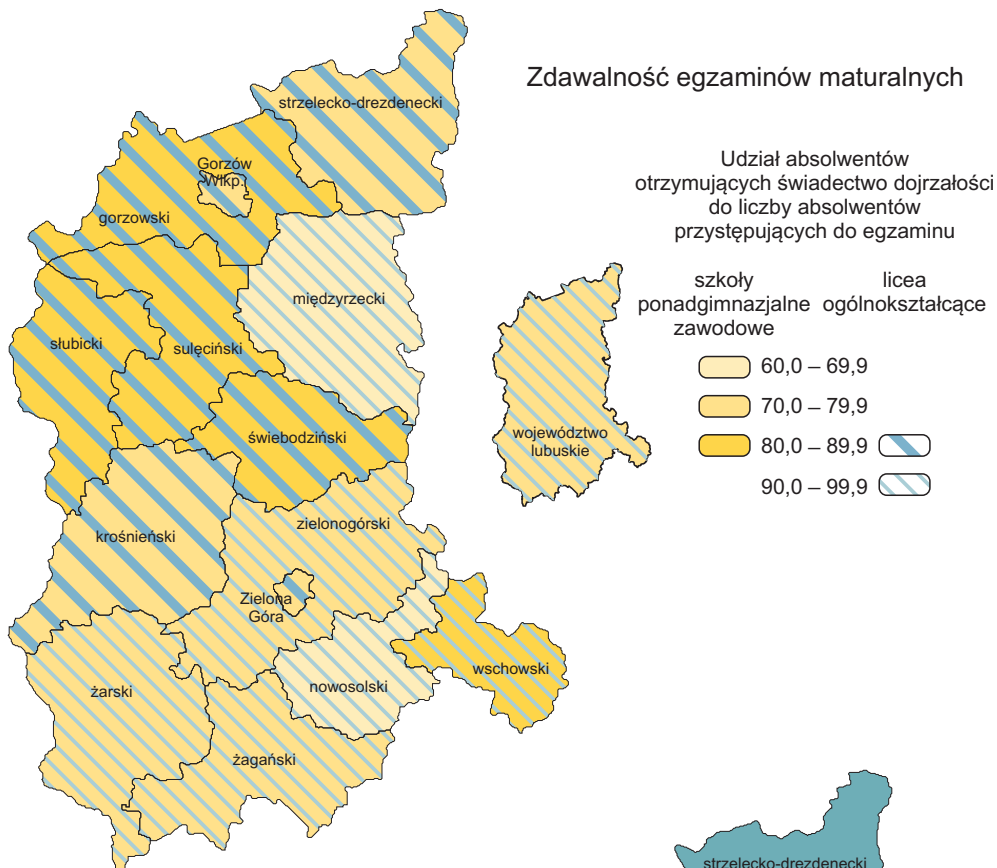 Zdawalność egzaminów maturalnych
Udział absolwentów
otrzymujących świadectwo dojrzałości
do liczby absolwentów
przystępujących do egzaminu
szkoły
ponadgimnazjalne
zawodowe
licea
ogólnokształcące
60,0 – 69,9
70,0 – 79,9
80,0 – 89,9
90,0 – 99,9
województwo
lubuskie
strzelecko-drezdenecki
Gorzów
Wlkp.
gorzowski
międzyrzecki
słubicki
sulęciński
świebodziński
krośnieński
zielonogórski
Zielona
Góra
nowosolski
wschowski
żarski
żagański
strzelecko-drezdenecki